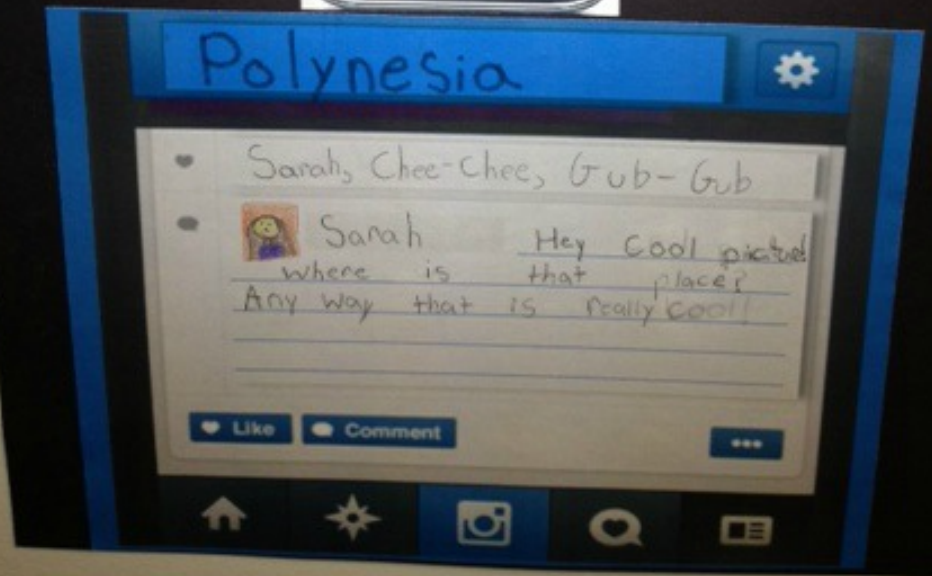 Polynesia
Sarah, Chee-Chee, Gub-Gub
Sarah Hey Cool
where is that place?
Any way that is really cool!
Like Comment